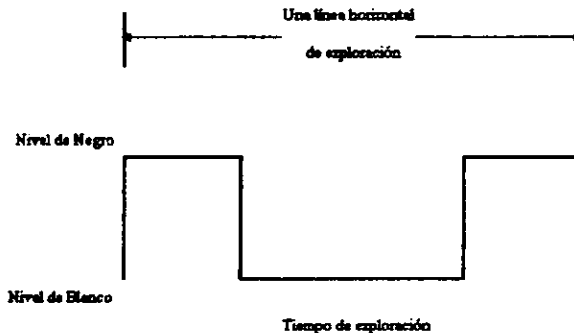 Una línea horizontal
de exploración
Nivel de Negro
Nivel de Blanco
Tiempo de exploración